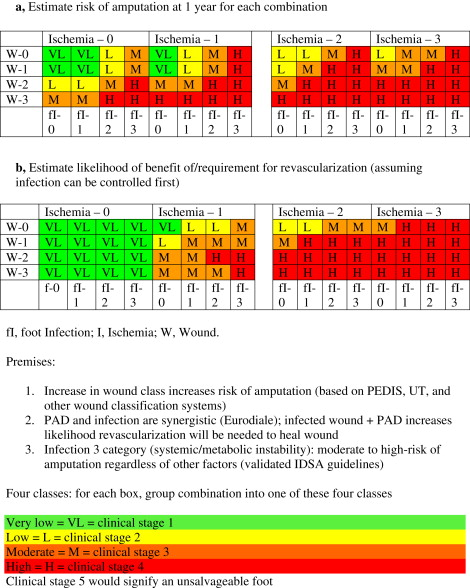 a, Estimate risk of amputation at 1 year for each combination
Ischemia – 0 Ischemia – 1 Ischemia – 2 Ischemia – 3
W-0 VL VL L M VL L M H L L M H L M M H
W-1 VL VL L M VL L M H L M H H M M H H
W-2 L L M H M M H H M H H H H H H H
W-3 M M H H H H H H H H H H H H H H
fI- fI- fI- fI- fI- fI- fI- fI- fI- fI- fI- fI- fI- fI- fI- fI-
0 1 2 3 0 1 2 3 0 1 2 3 0 1 2 3
b, Estimate likelihood of benefit of/requirement for revascularization (assuming
infection can be controlled first)
Ischemia – 0 Ischemia – 1 Ischemia – 2 Ischemia – 3
W-0 VL VL VL VL VL L L M L L M M M H H H
W-1 VL VL VL VL L M M M M H H H H H H H
W-2 VL VL VL VL M M H H H H H H H H H H
W-3 VL VL VL VL M M M H H H H H H H H H
f-0 fI- fI- fI- fI- fI- fI- fI- fI- fI- fI- fI- fI- fI- fI- fI-
1 2 3 0 1 2 3 0 1 2 3 0 1 2 3
fI, foot Infection; I, Ischemia; W, Wound.
Premises:
1. Increase in wound class increases risk of amputation (based on PEDIS, UT, and
other wound classification systems)
2. PAD and infection are synergistic (Eurodiale); infected wound + PAD increases
likelihood revascularization will be needed to heal wound
3. Infection 3 category (systemic/metabolic instability): moderate to high-risk of
amputation regardless of other factors (validated IDSA guidelines)
Four classes: for each box, group combination into one of these four classes
Very low = VL = clinical stage 1
Low = L = clinical stage 2
Moderate = M = clinical stage 3
High = H = clinical stage 4
Clinical stage 5 would signify an unsalvageable foot